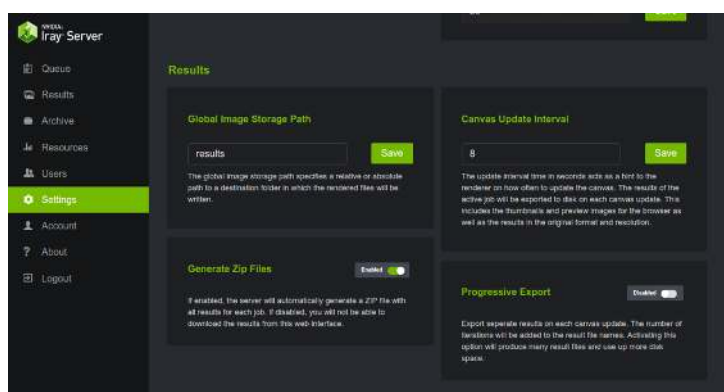 NVIDIA.
Iray Server
Queue
Results
Archive
Resources
Users
Settings
Account
About
Logout
Save
Results
Global Image Storage Path
results
Save
The global image storage path specifies a relative or absolute
path to a destination folder in which the rendered files will be
written.
Canvas Update Interval
8
Save
The update interval time in seconds acts as a hint to the
renderer on how often to update the canvas. The results of the
active job will be exported to disk on each canvas update. This
includes the thumbnails and preview images for the browser as
well as the results in the original format and resolution.
Generate Zip Files
Enabled
If enabled, the server will automatically generate a ZIP file with
all results for each job. If disabled, you will not be able to
download the results from this web interface.
Progressive Export
Disabled
Export seperate results on each canvas update. The number of
iterations will be added to the result file names. Activating this
option will produce many result files and use up more disk
space.